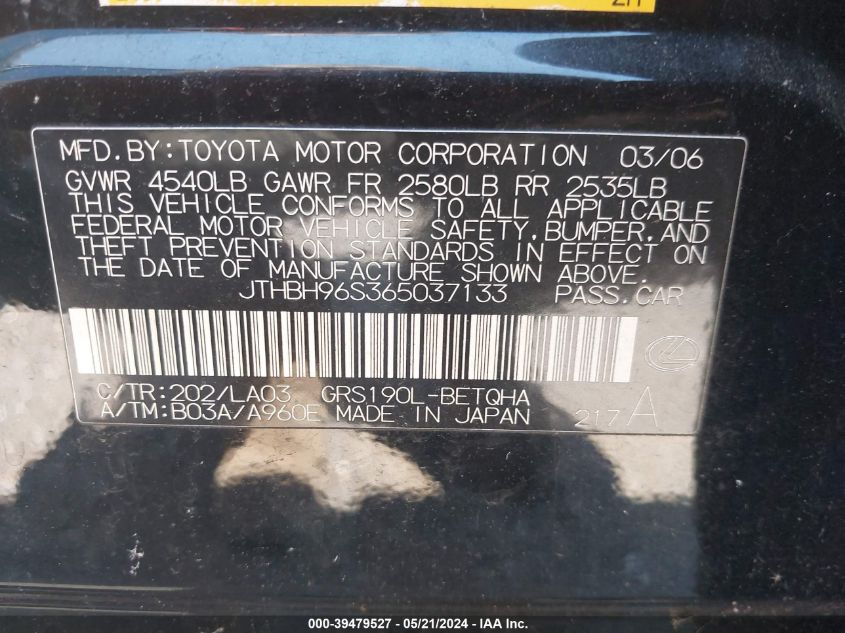 MFD.BY:TOYOTA MOTOR CORPORATION 03/06
GVWR 4540LB GAWR FR 2580LB RR 2535LB
THIS VEHICLE CONFORMS TO ALL APPLICABLE
FEDERAL MOTOR VEHICLE SAFETY,BUMPER,AND
THEFT PREVENTION STANDARDS IN EFFECT ON
THE DATE OF MANUFACTURE SHOWN ABOVE.
JTHBH96S365037133 PASS.CAR
C/TR:202/LA03 GRS190L-BETQHA
A/TM:B03A/A960E MADE IN JAPAN 217A
000-39479527 - 05/21/2024 - IAA Inc.